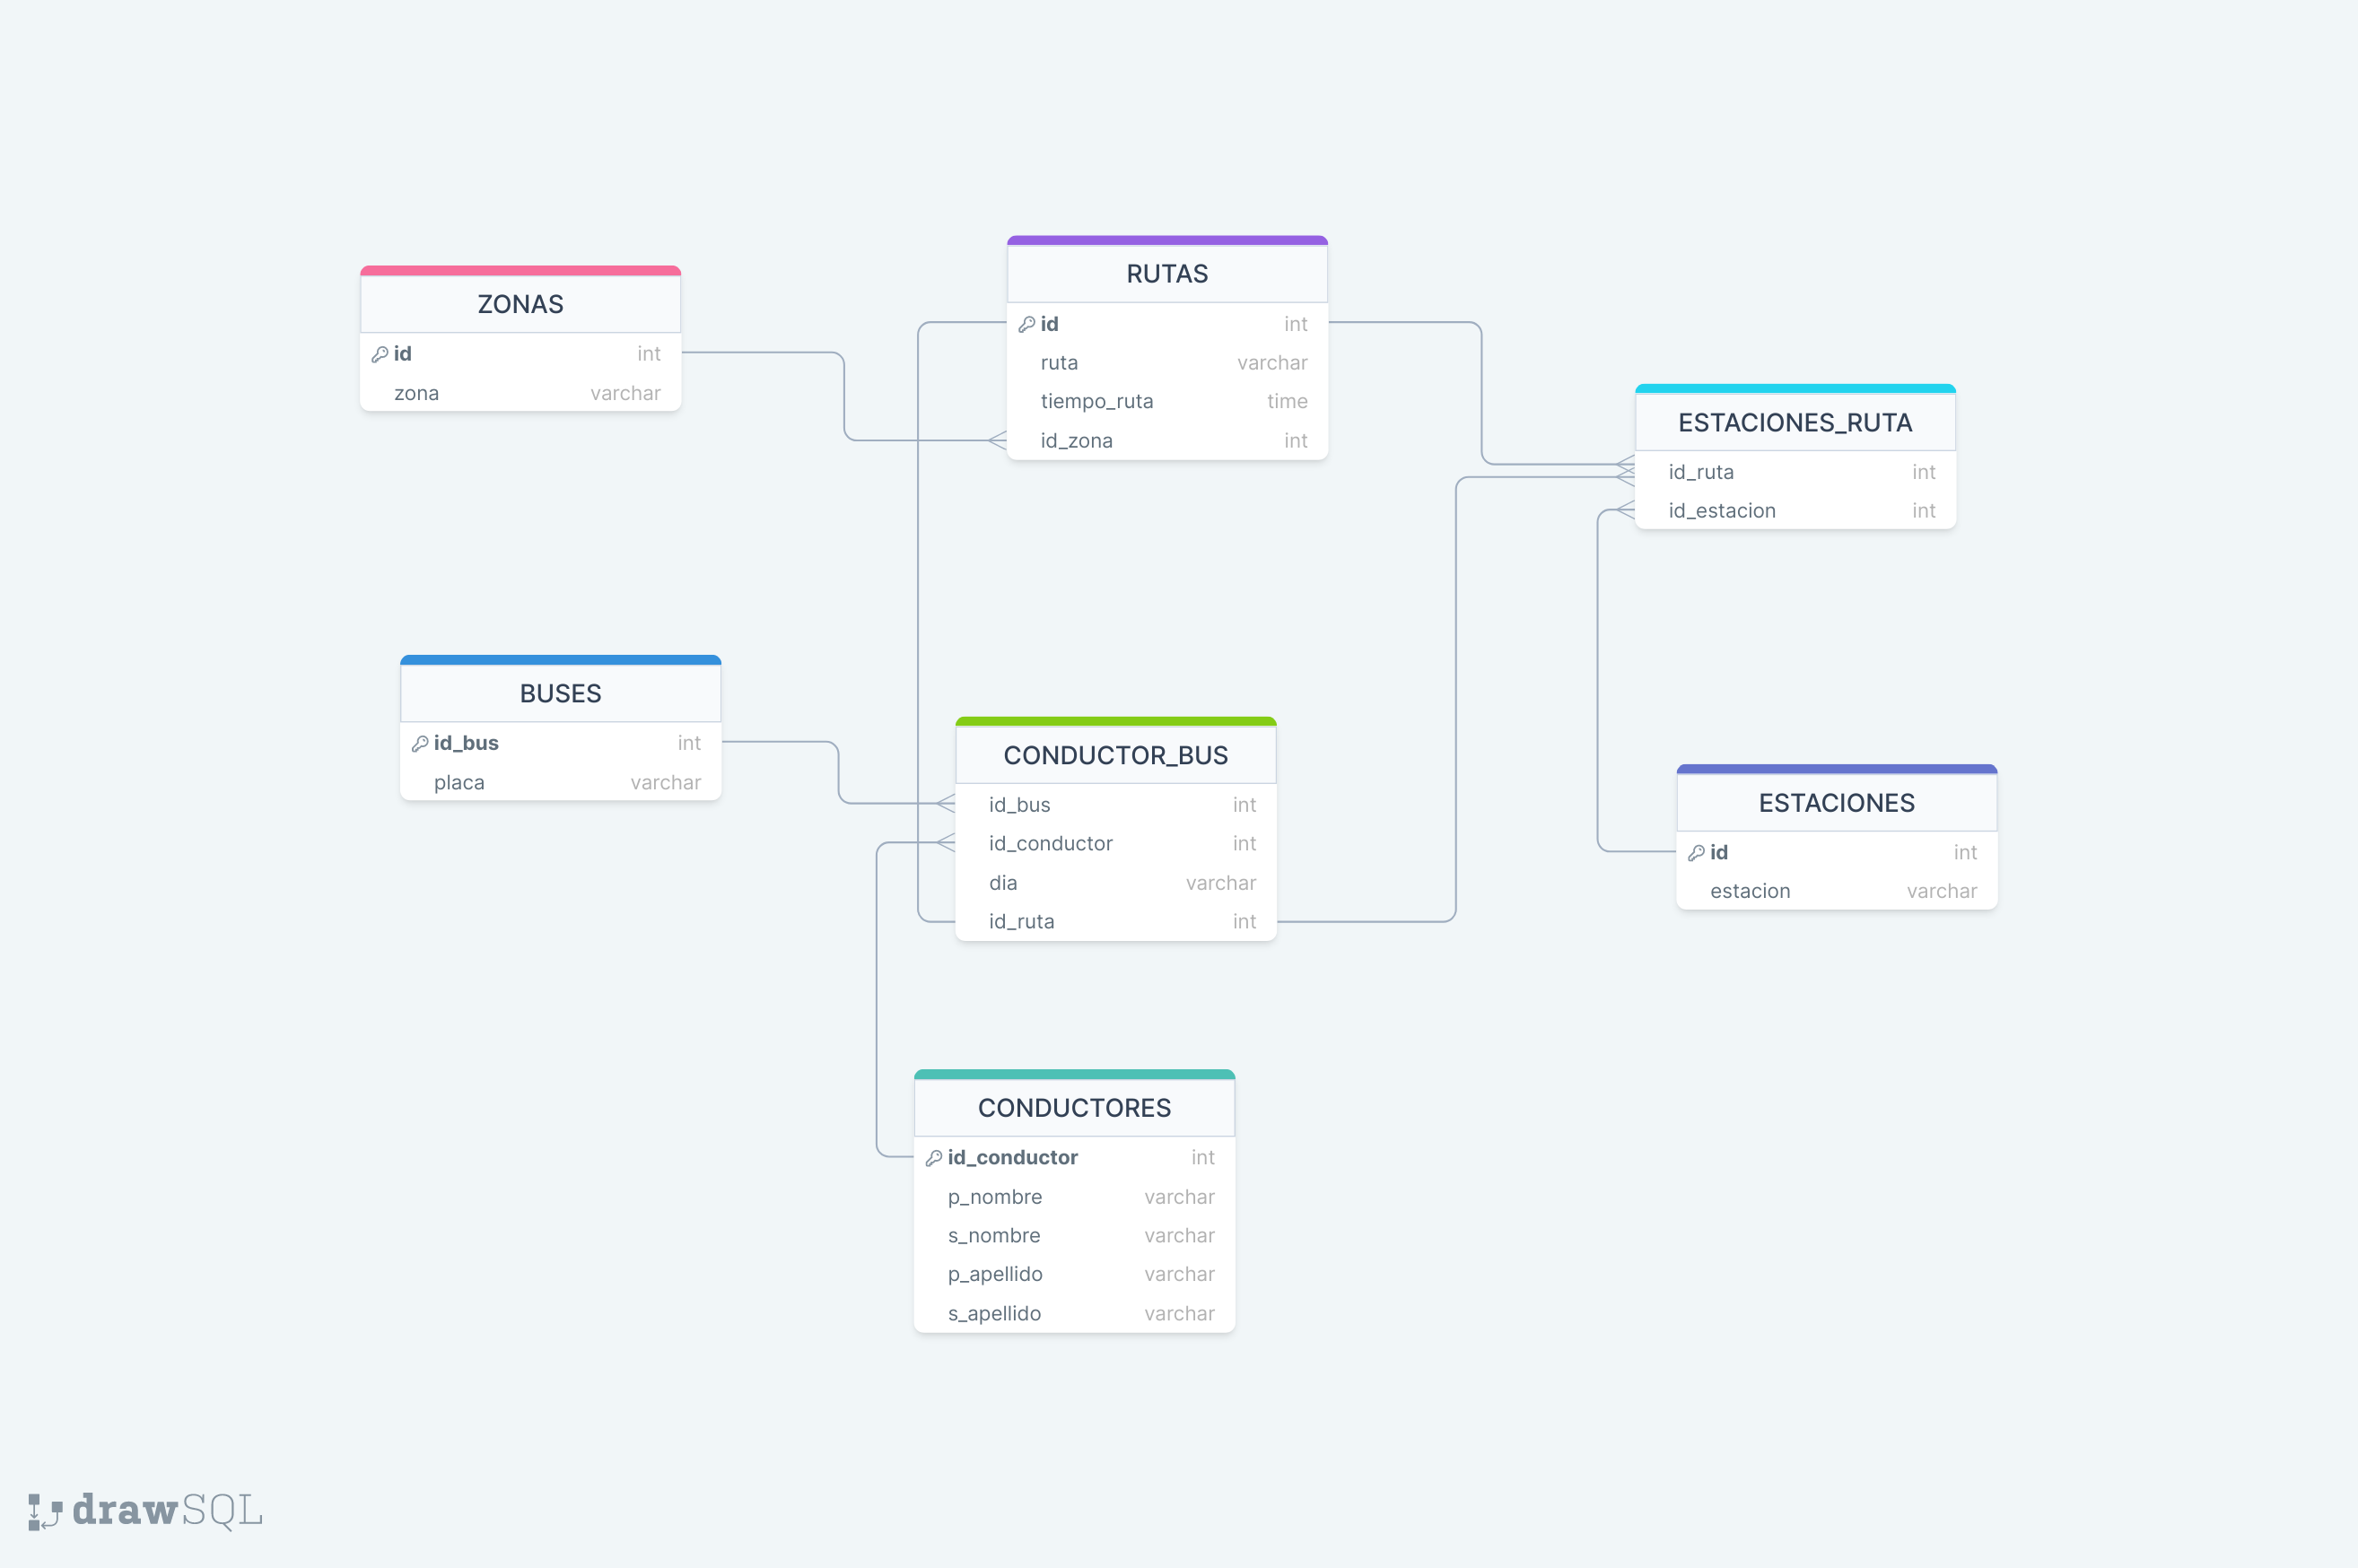 ZONAS
id int
zona varchar
RUTAS
id int
ruta varchar
tiempo_ruta time
id_zona int
ESTACIONES_RUTA
id_ruta int
id_estacion int
BUSES
id_bus int
placa varchar
CONDUCTOR_BUS
id_bus int
id_conductor int
dia varchar
id_ruta int
ESTACIONES
id int
estacion varchar
CONDUCTORES
id_conductor int
p_nombre varchar
s_nombre varchar
p_apellido varchar
s_apellido varchar
drawSQL